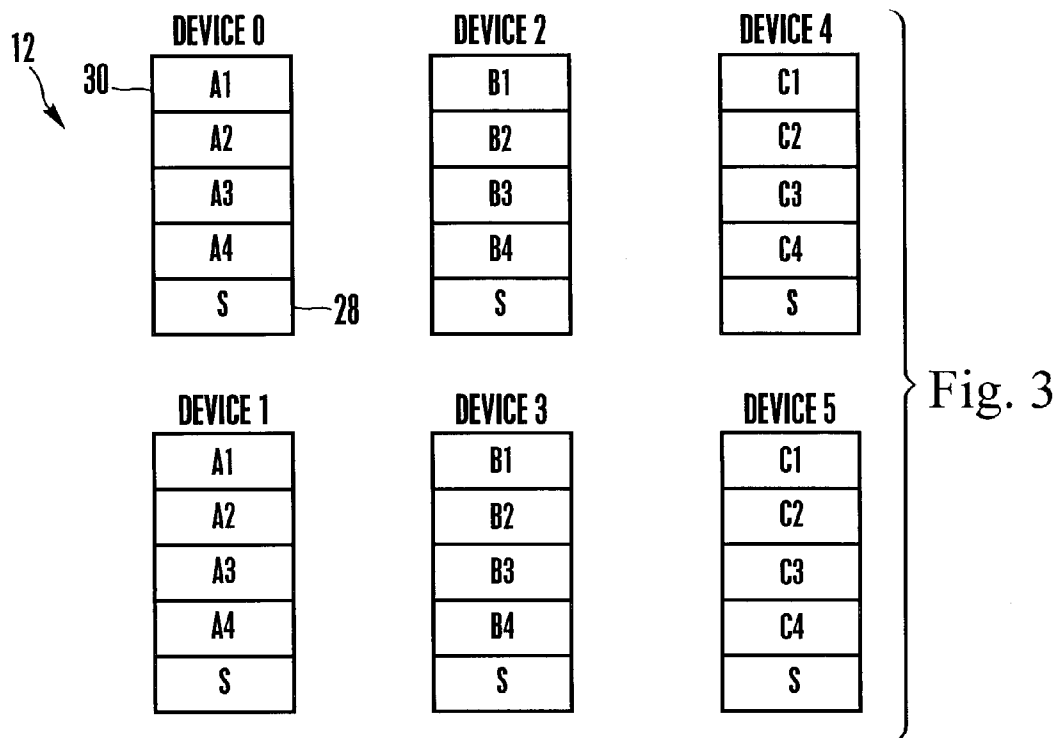 12
DEVICE 0
30
A1
A2
A3
A4
S
28
DEVICE 2
B1
B2
B3
B4
S
DEVICE 4
C1
C2
C3
C4
S
DEVICE 1
A1
A2
A3
A4
S
DEVICE 3
B1
B2
B3
B4
S
DEVICE 5
C1
C2
C3
C4
S
Fig. 3